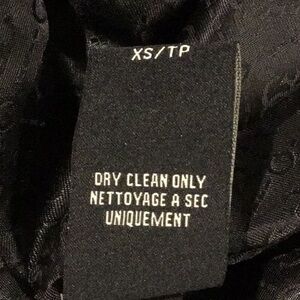 XS/TP
DRY CLEAN ONLY
NETTOYAGE A SEC
UNIQUEMENT